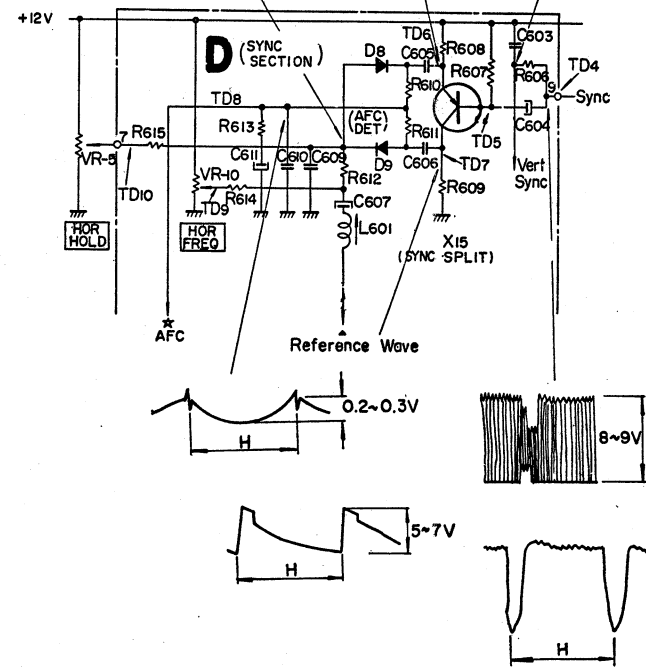 +12V
D (SYNC SECTION)
D8
TD6
C605
R608
C603
R607
R606
TD4
9
Sync
R610
TD8
R613
(AFC DET)
R611
TD5
C604
7
R615
C611
C610
C609
D9
C606
TD7
Vert Sync
VR-5
VR-10
R612
R609
TD10
TD9
R614
C607
L601
HOR HOLD
HOR FREQ
X15
(SYNC SPLIT)
AFC
Reference Wave
0.2~0.3V
H
8~9V
5~7V
H
H